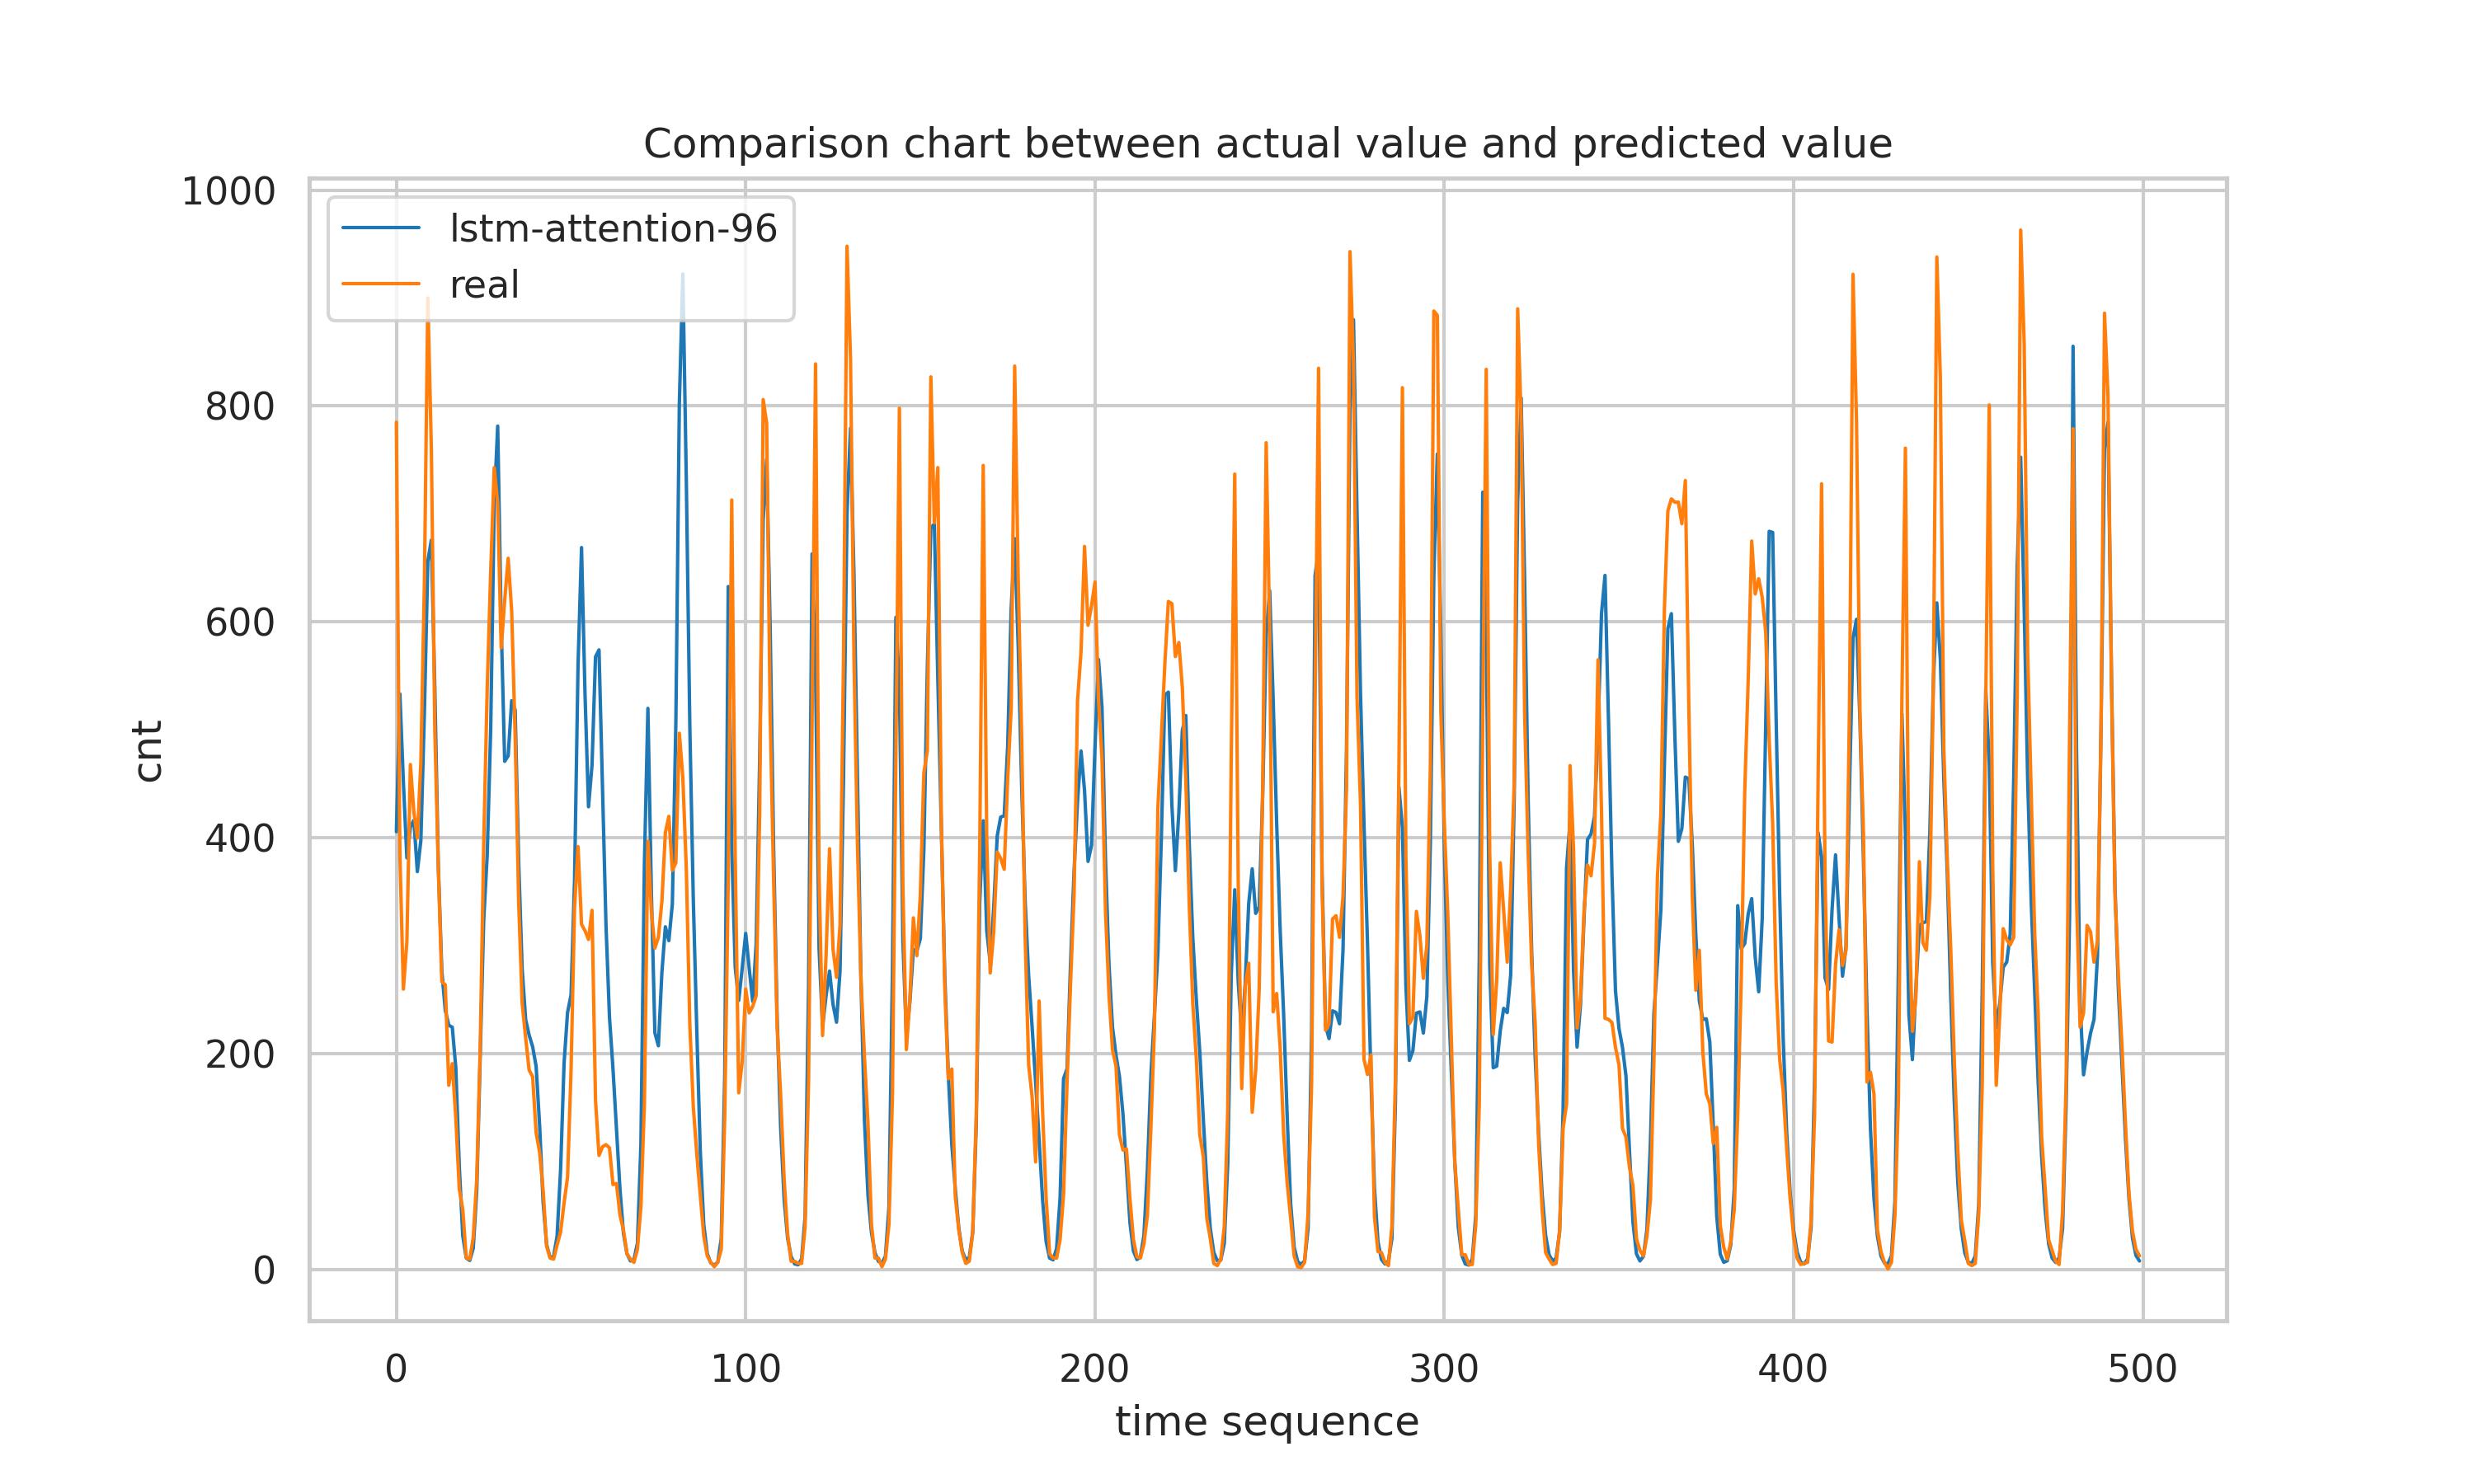 Comparison chart between actual value and predicted value
lstm-attention-96
real
1000
800
600
400
200
0
cnt
0 100 200 300 400 500
time sequence